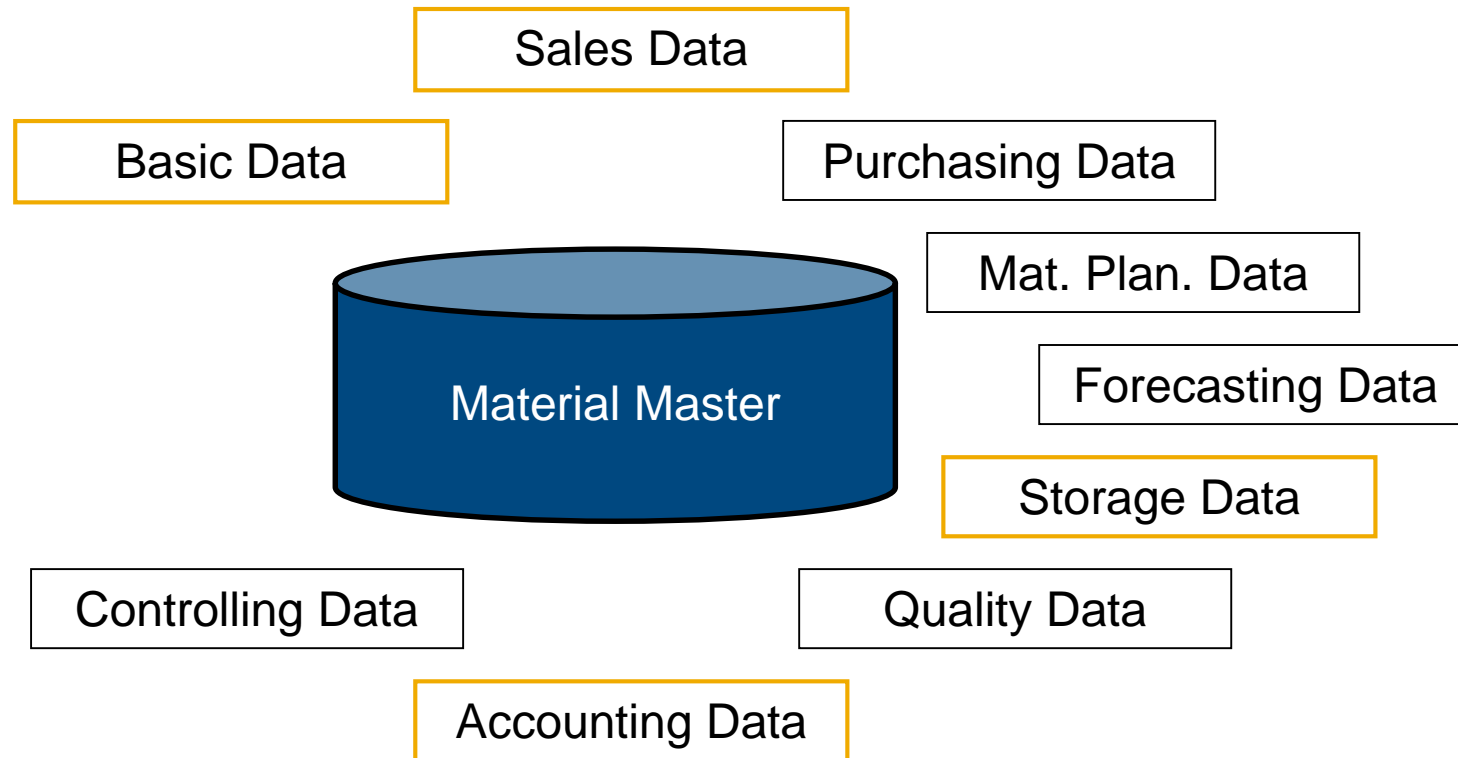 Sales Data
Basic Data
Purchasing Data
Mat. Plan. Data
Forecasting Data
Material Master
Storage Data
Controlling Data
Quality Data
Accounting Data